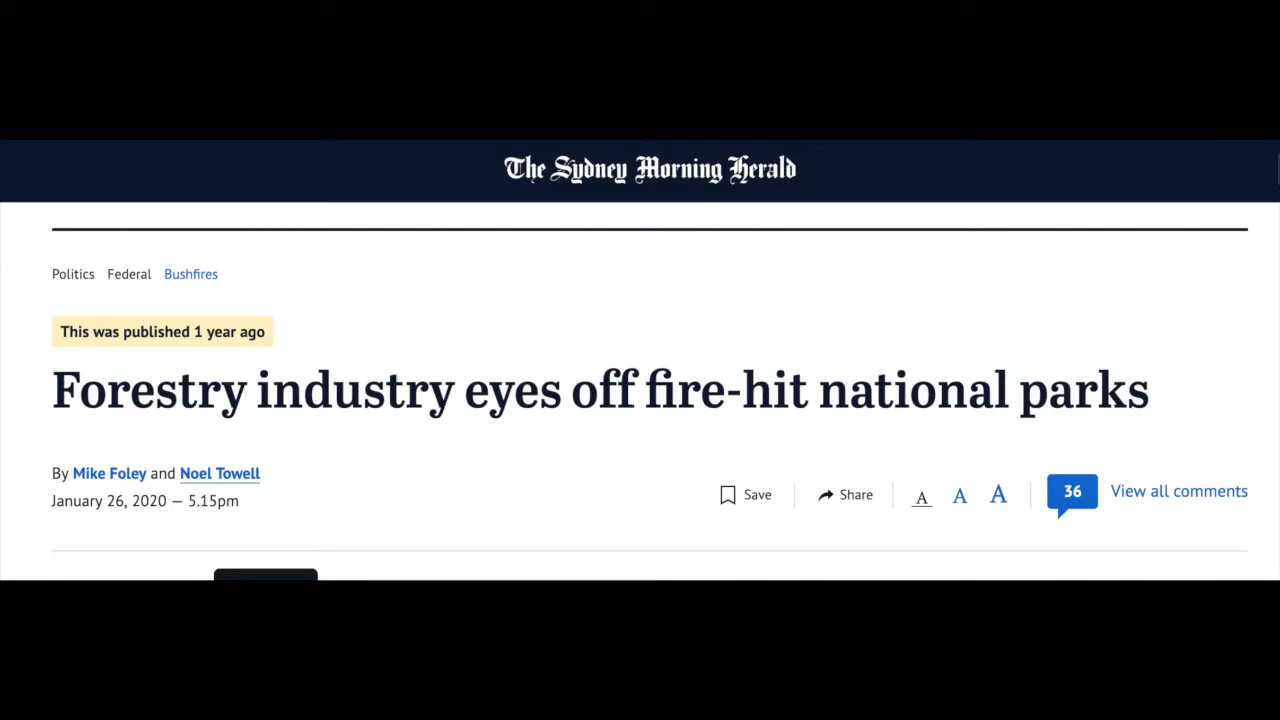 The Sydney Morning Herald
Politics Federal Bushfires
This was published 1 year ago
Forestry industry eyes off fire-hit national parks
By Mike Foley and Noel Towell
January 26, 2020 — 5.15pm
Save Share A A A 36 View all comments